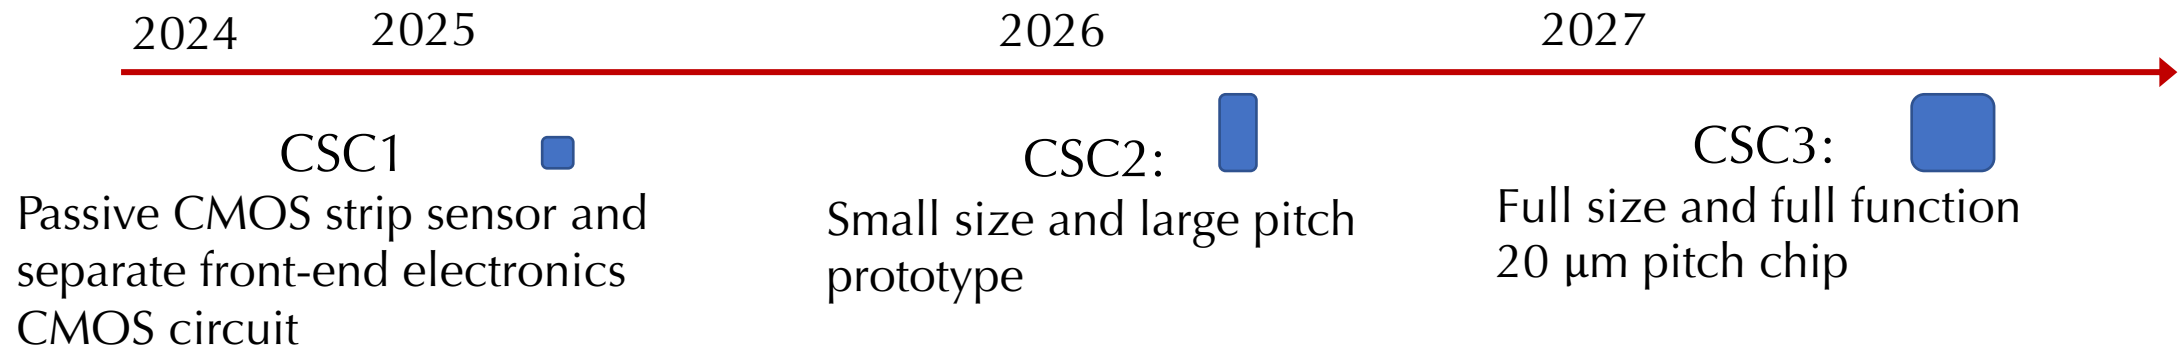 2024
2025
2026
2027
CSC1
Passive CMOS strip sensor and
separate front-end electronics
CMOS circuit
CSC2:
Small size and large pitch
prototype
CSC3:
Full size and full function
20 µm pitch chip